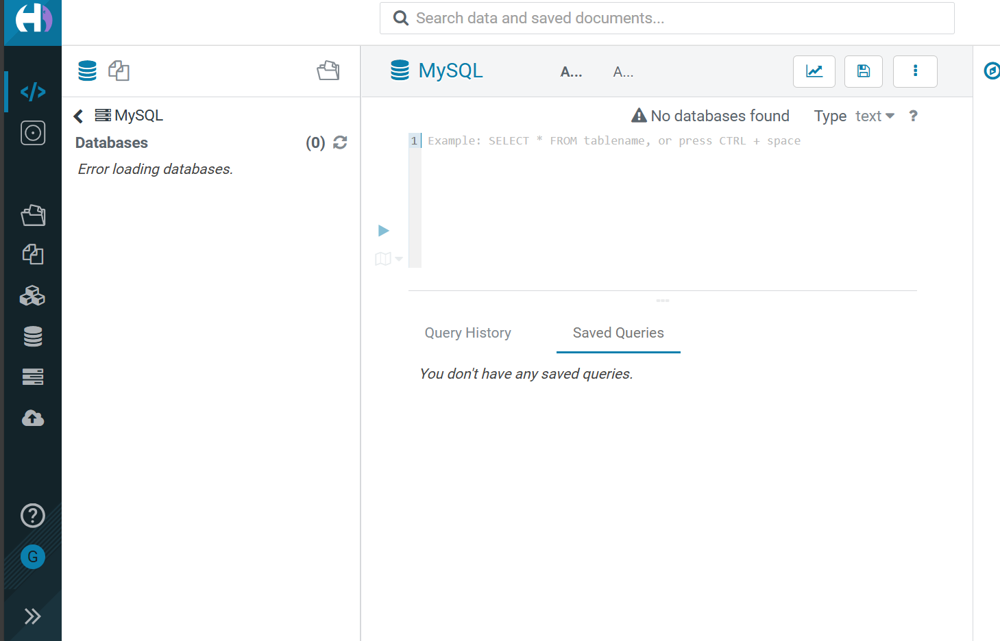 Search data and saved documents...
MySQL
A...
A...
MySQL
Databases (0)
Error loading databases.
No databases found Type text ?
1 Example: SELECT * FROM tablename, or press CTRL + space
Query History Saved Queries
You don't have any saved queries.
?
G